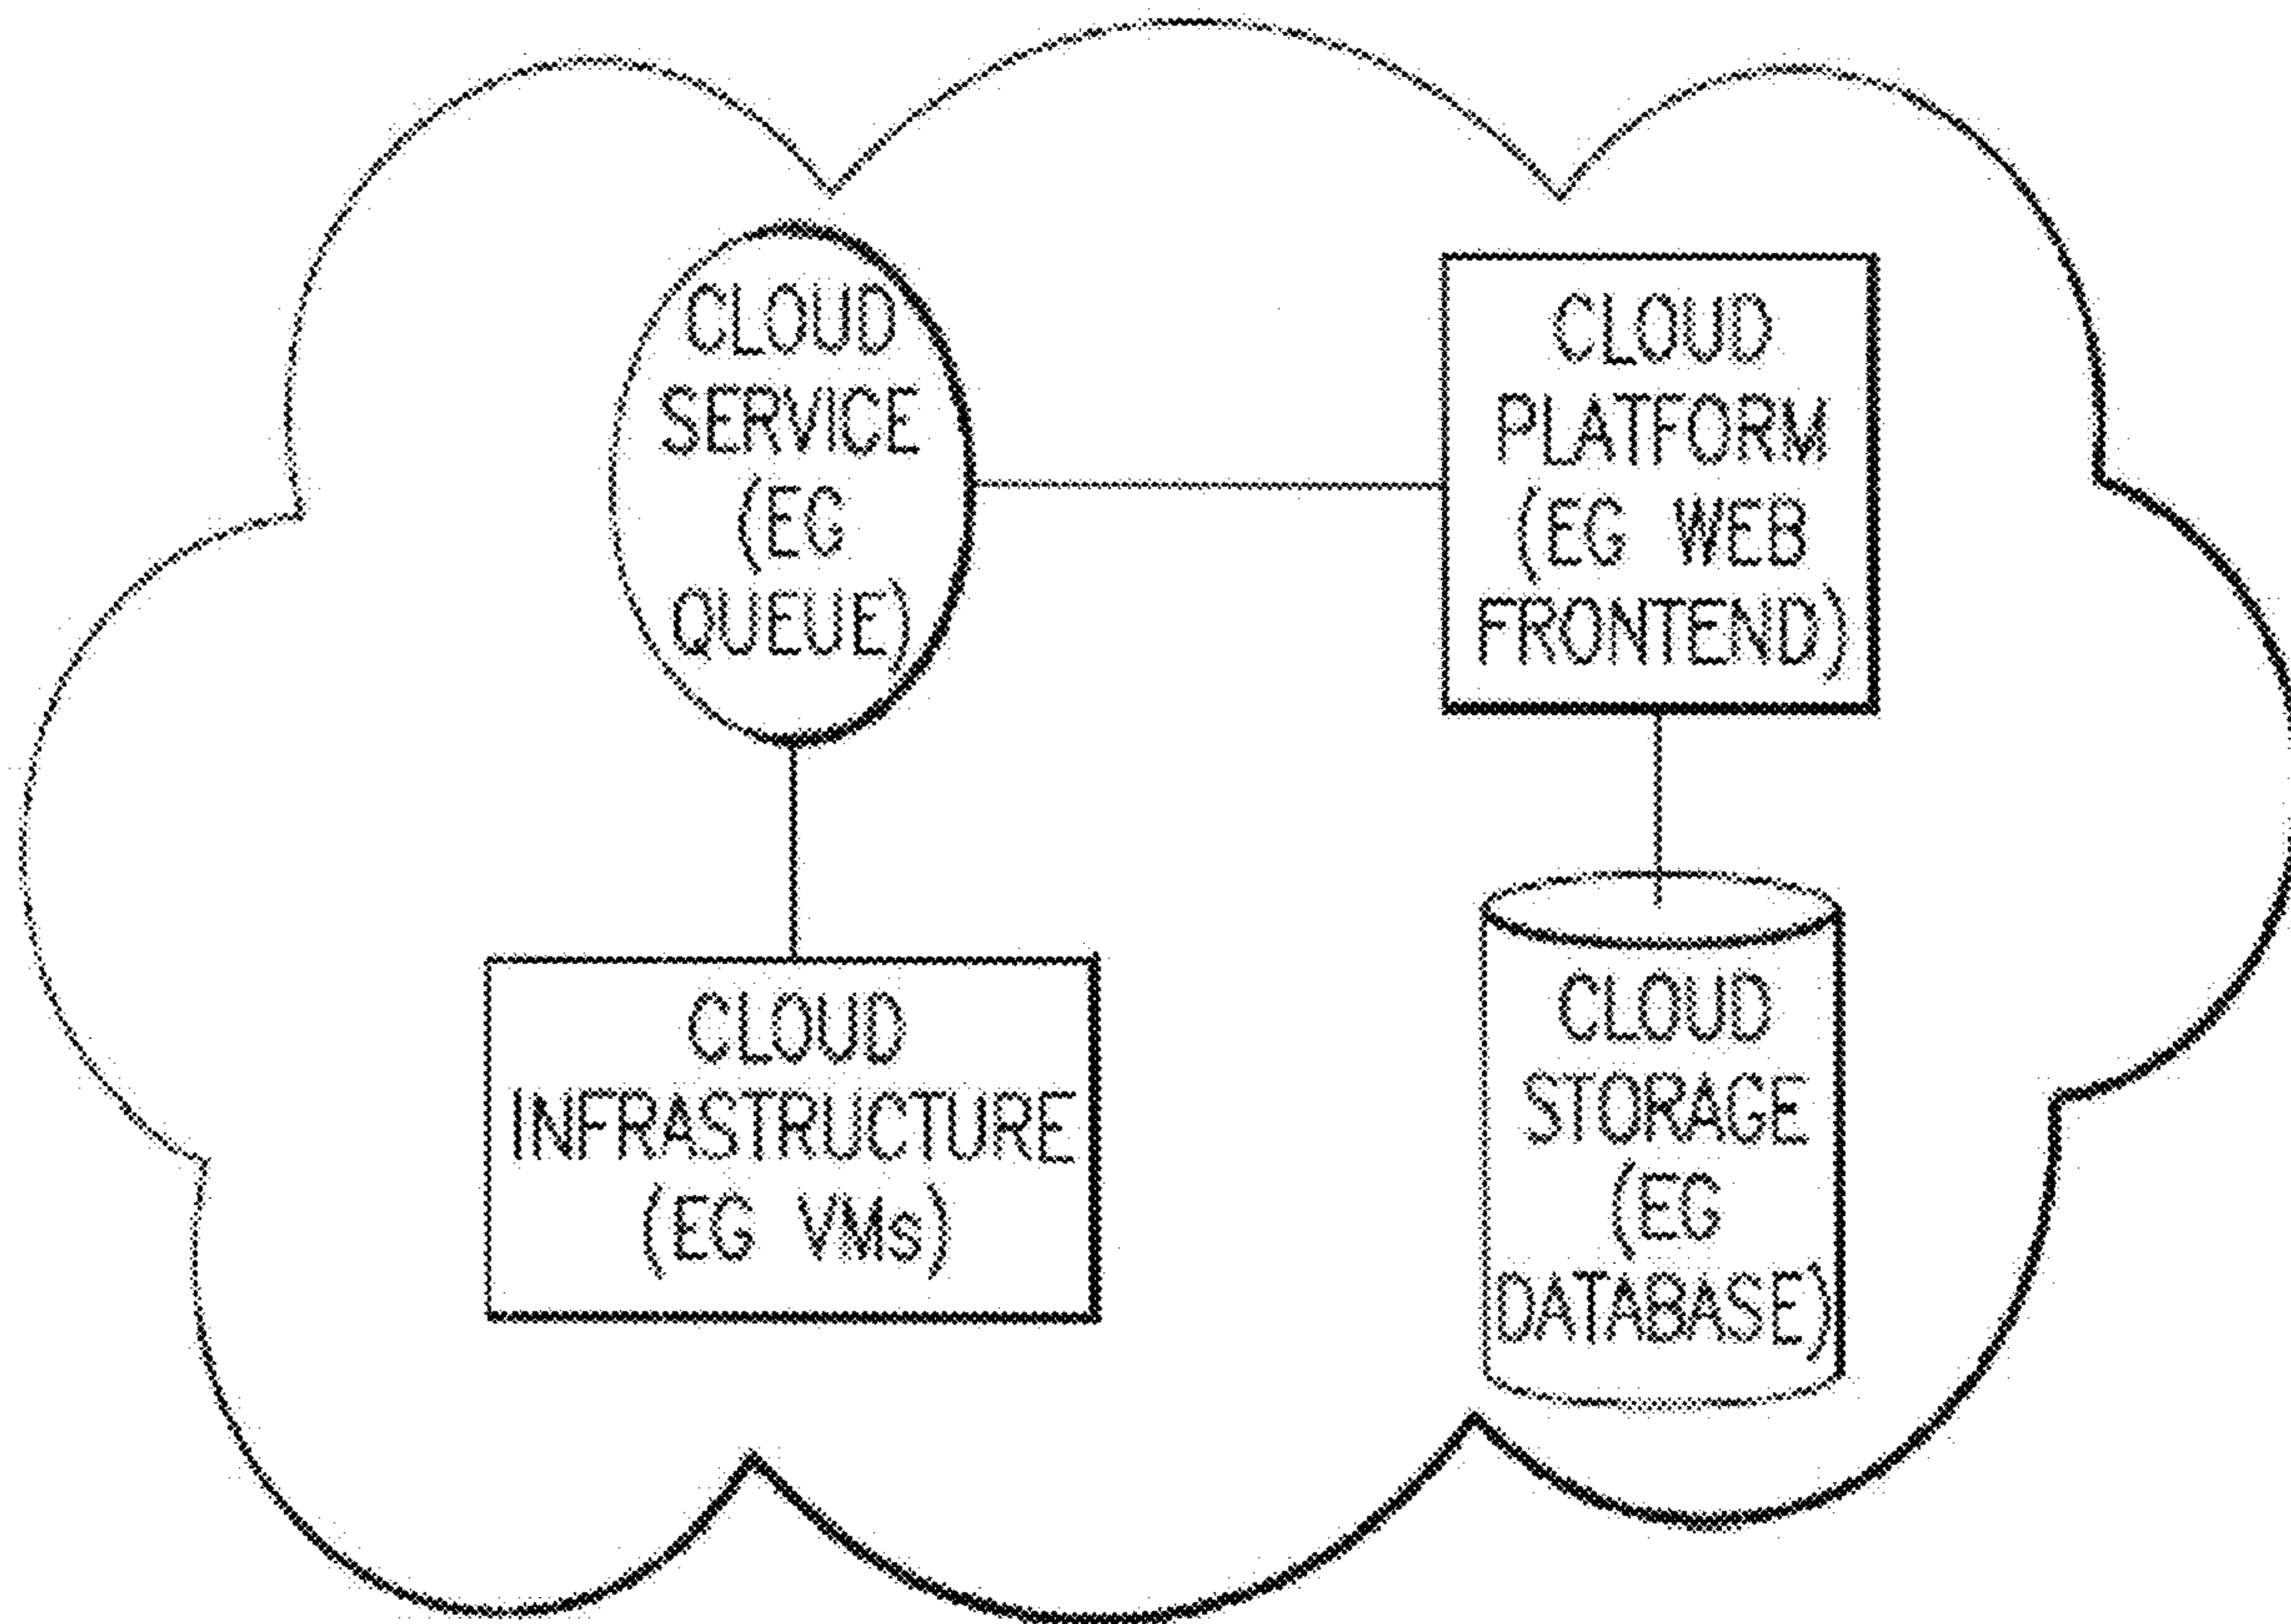 CLOUD
SERVICE
(EG
QUEUE)
CLOUD
PLATFORM
(EG WEB
FRONTEND)
CLOUD
INFRASTRUCTURE
(EG VMs)
CLOUD
STORAGE
(EG
DATABASE)